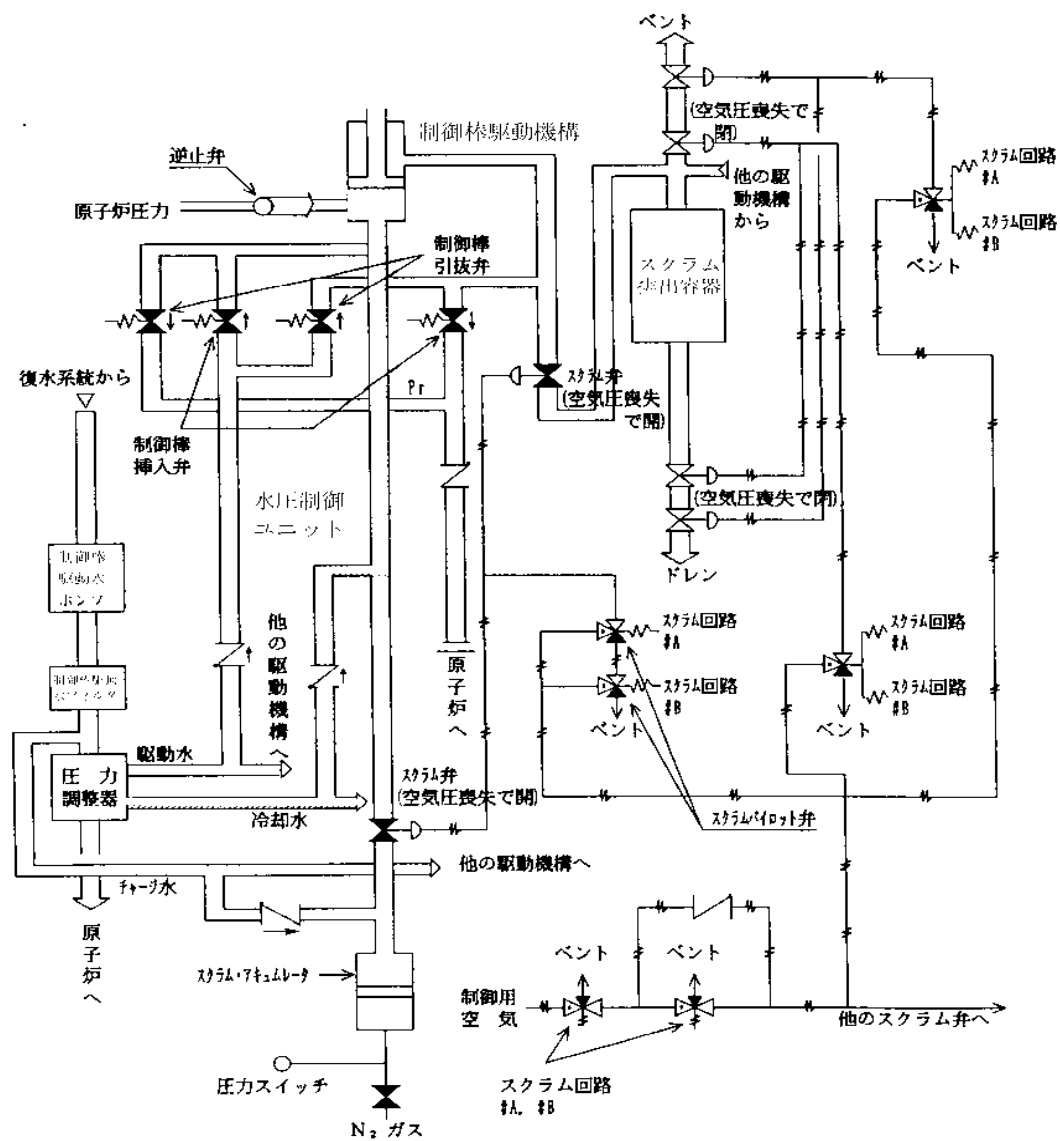 ベント
(空気圧喪失で
閉)
制御棒駆動機構
逆止弁
原子炉圧力
他の駆
動機構
から
スクラム回路
#A
スクラム回路
#B
ベント
制御棒
引抜弁
スクラム
排出容器
復水系統から
Pr
スクラム弁
(空気圧喪失
で開)
制御棒
挿入弁
水圧制御
ユニット
(空気圧喪失で閉)
ドレン
制御棒
駆動水
ポンプ
他の駆動機構へ
原子炉へ
スクラム回路
#A
スクラム回路
#B
ベント
スクラム回路
#A
スクラム回路
#B
ベント
駆動水
圧力
調整器
冷却水
スクラム弁
(空気圧喪失で開)
スクラムパイロット弁
チャージ水
他の駆動機構へ
原子炉へ
スクラム・アキュムレータ
ベント
ベント
制御用
空気
他のスクラム弁へ
圧力スイッチ
スクラム回路
#A. #B
N₂ ガス